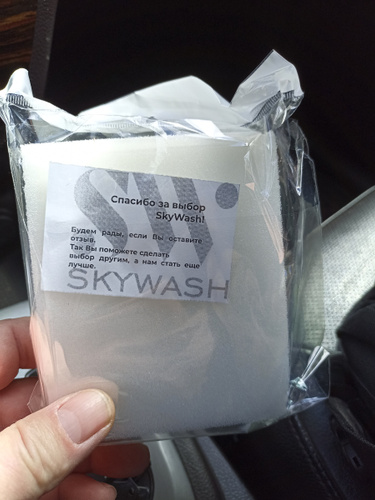 Спасибо за выбор
SkyWash!
Будем рады, если Вы оставите
отзыв.
Так Вы поможете сделать
выбор другим, а нам стать еще
лучше.
SKYWASH